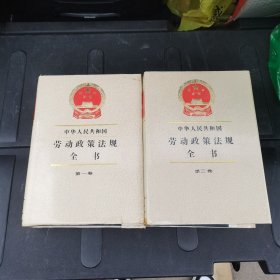 中华人民共和国
劳动政策法规
全书
第一卷
中华人民共和国
劳动政策法规
全书
第二卷